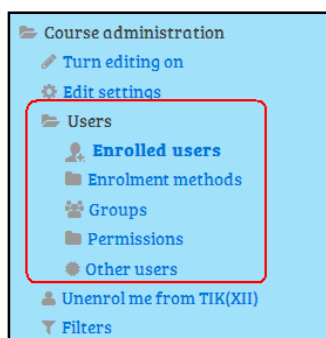 Course administration
Turn editing on
Edit settings
Users
Enrolled users
Enrolment methods
Groups
Permissions
Other users
Unenrol me from TIK(XII)
Filters